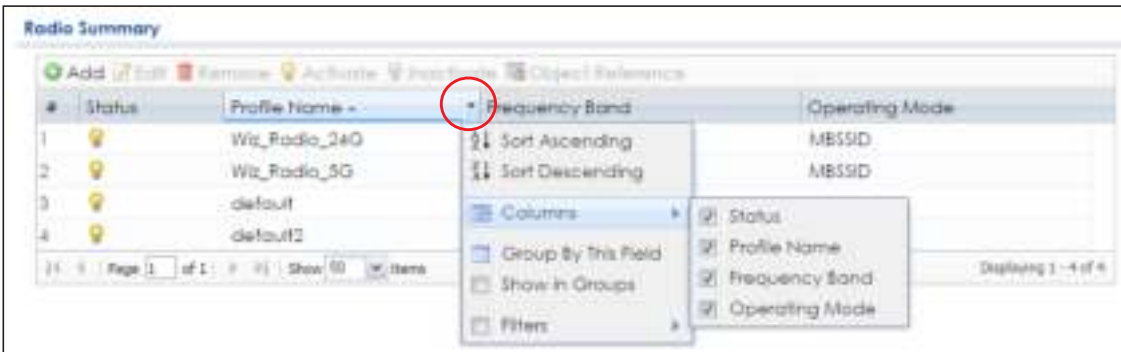 Radio Summary
Add Edit Remove Activate Inactivate Object Reference
# Status Profile Name Frequency Band Operating Mode
1 Wiz_Radio_24G MBSSID
2 Wiz_Radio_5G MBSSID
3 default
4 default2
Page 1 of 1 Show 50 items Displaying 1 - 4 of 4
Sort Ascending
Sort Descending
Columns
Group By This Field
Show in Groups
Filters
Status
Profile Name
Frequency Band
Operating Mode